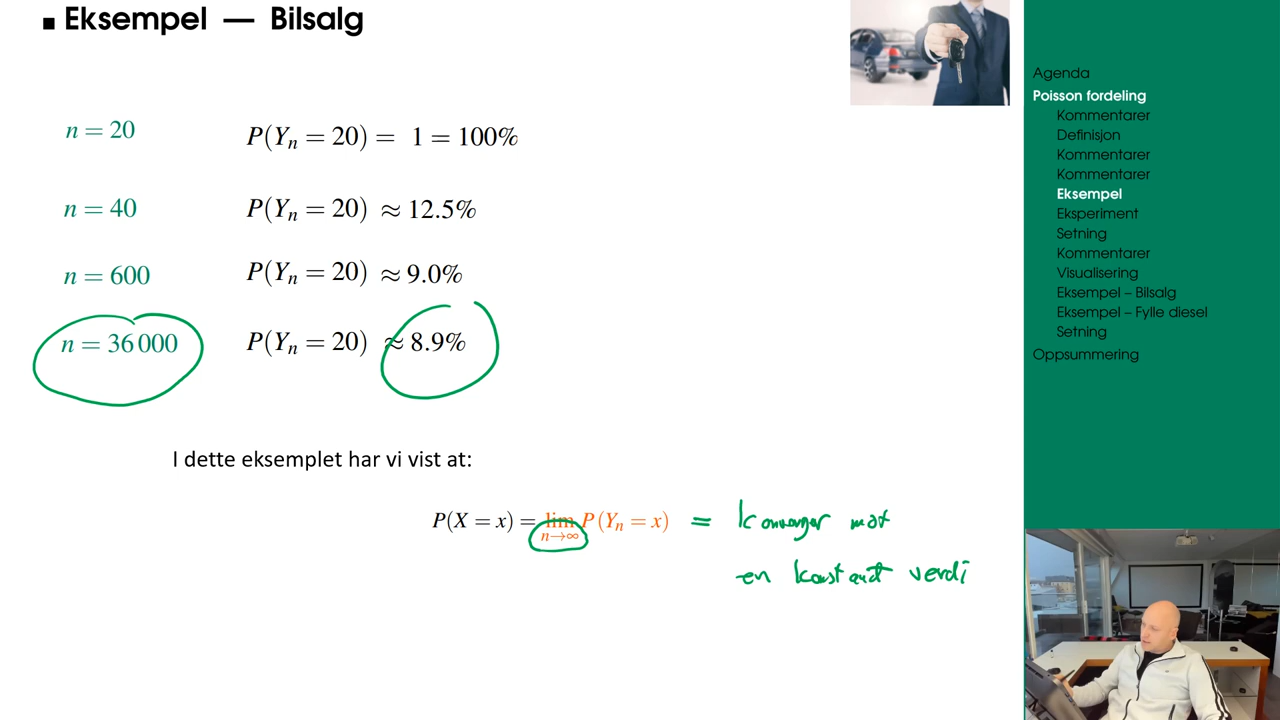 Eksempel — Bilsalg
n = 20 P(Yn = 20) = 1 = 100%
n = 40 P(Yn = 20) ≈ 12.5%
n = 600 P(Yn = 20) ≈ 9.0%
n = 36 000 P(Yn = 20) ≈ 8.9%
I dette eksemplet har vi vist at:
P(X = x) = lim n→∞ P(Yn = x) = konverger mot
en konstant verdi
Agenda
Poisson fordeling
Kommentarer
Definisjon
Kommentarer
Kommentarer
Eksempel
Eksperiment
Setning
Kommentarer
Visualisering
Eksempel – Bilsalg
Eksempel – Fylle diesel
Setning
Oppsummering